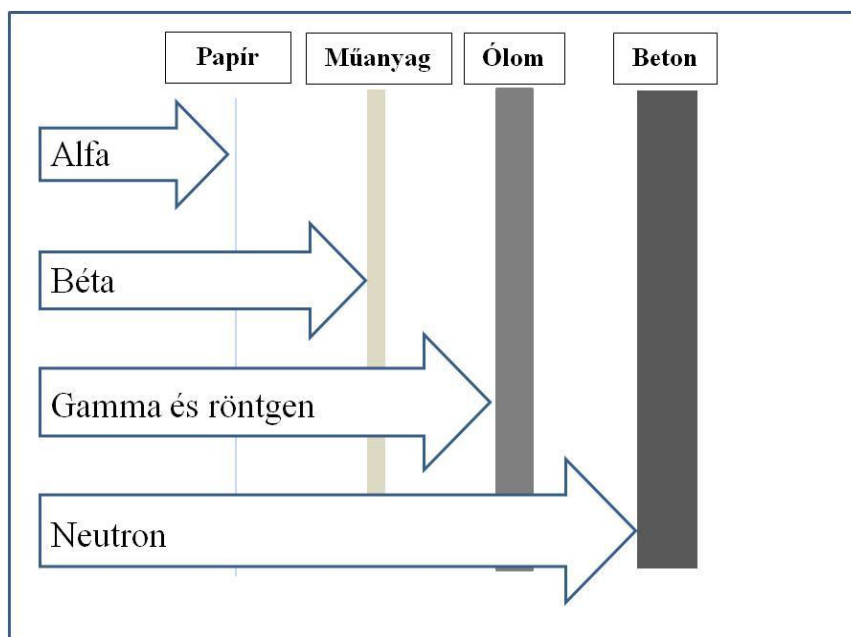 Papír
Műanyag
Ólom
Beton
Alfa
Béta
Gamma és röntgen
Neutron